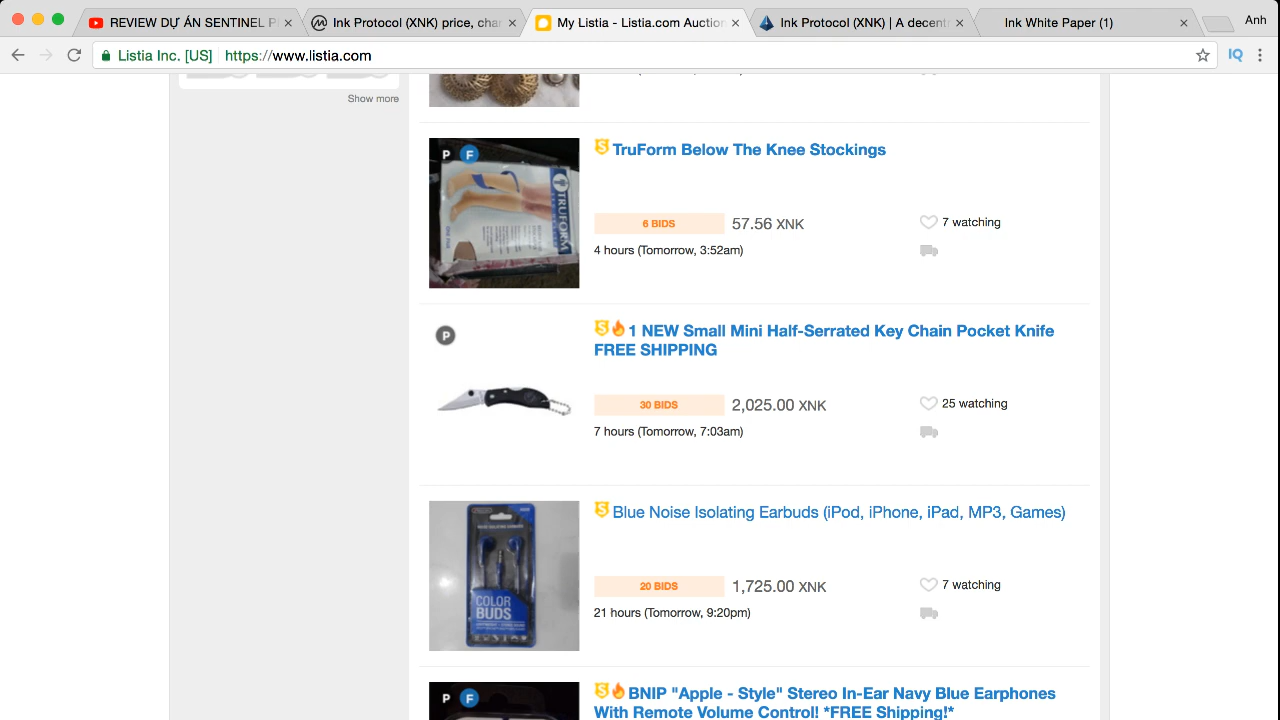 REVIEW DỰ ÁN SENTINEL P
Ink Protocol (XNK) price, cha
My Listia - Listia.com Auction
Ink Protocol (XNK) | A decent
Ink White Paper (1)
Anh
Listia Inc. [US]
https://www.listia.com
IQ
Show more
P F
TRUFORM
TruForm Below The Knee Stockings
6 BIDS
57.56 XNK
7 watching
4 hours (Tomorrow, 3:52am)
P
1 NEW Small Mini Half-Serrated Key Chain Pocket Knife
FREE SHIPPING
30 BIDS
2,025.00 XNK
25 watching
7 hours (Tomorrow, 7:03am)
Blue Noise Isolating Earbuds (iPod, iPhone, iPad, MP3, Games)
COLOR
BUDS
20 BIDS
1,725.00 XNK
7 watching
21 hours (Tomorrow, 9:20pm)
P F
BNIP "Apple - Style" Stereo In-Ear Navy Blue Earphones
With Remote Volume Control! *FREE Shipping!*